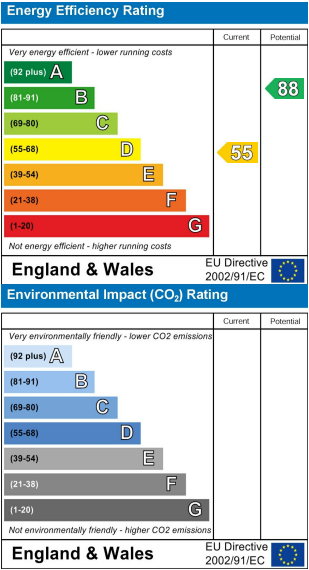 Energy Efficiency Rating
Current Potential
Very energy efficient - lower running costs
(92 plus) A
(81-91) B
(69-80) C
(55-68) D
(39-54) E
(21-38) F
(1-20) G
88
55
Not energy efficient - higher running costs
England & Wales
EU Directive
2002/91/EC
Environmental Impact (CO₂) Rating
Current Potential
Very environmentally friendly - lower CO2 emissions
(92 plus) A
(81-91) B
(69-80) C
(55-68) D
(39-54) E
(21-38) F
(1-20) G
Not environmentally friendly - higher CO2 emissions
England & Wales
EU Directive
2002/91/EC